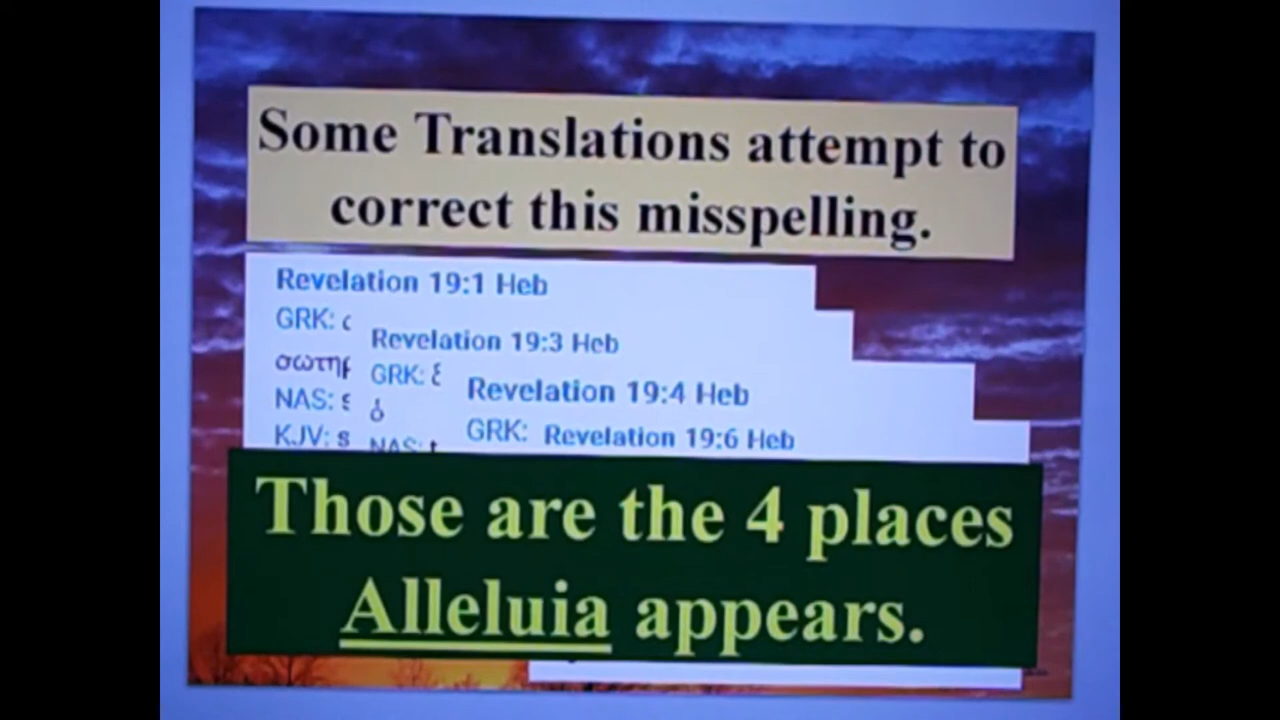 Some Translations attempt to
correct this misspelling.
Revelation 19:1 Heb
GRK:
Revelation 19:3 Heb
GRK:
NAS:
Revelation 19:4 Heb
KJV:
NAS:
GRK:
Revelation 19:6 Heb
Those are the 4 places
Alleluia appears.